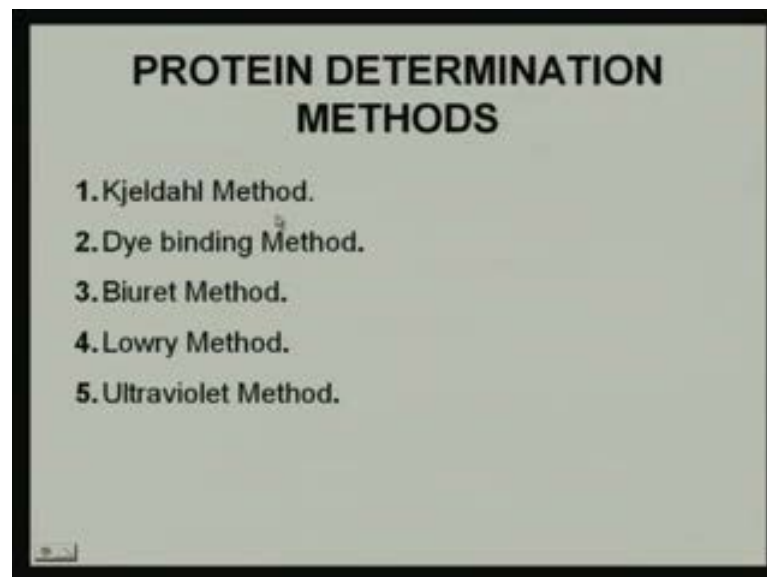 PROTEIN DETERMINATION
METHODS
1. Kjeldahl Method.
2. Dye binding Method.
3. Biuret Method.
4. Lowry Method.
5. Ultraviolet Method.